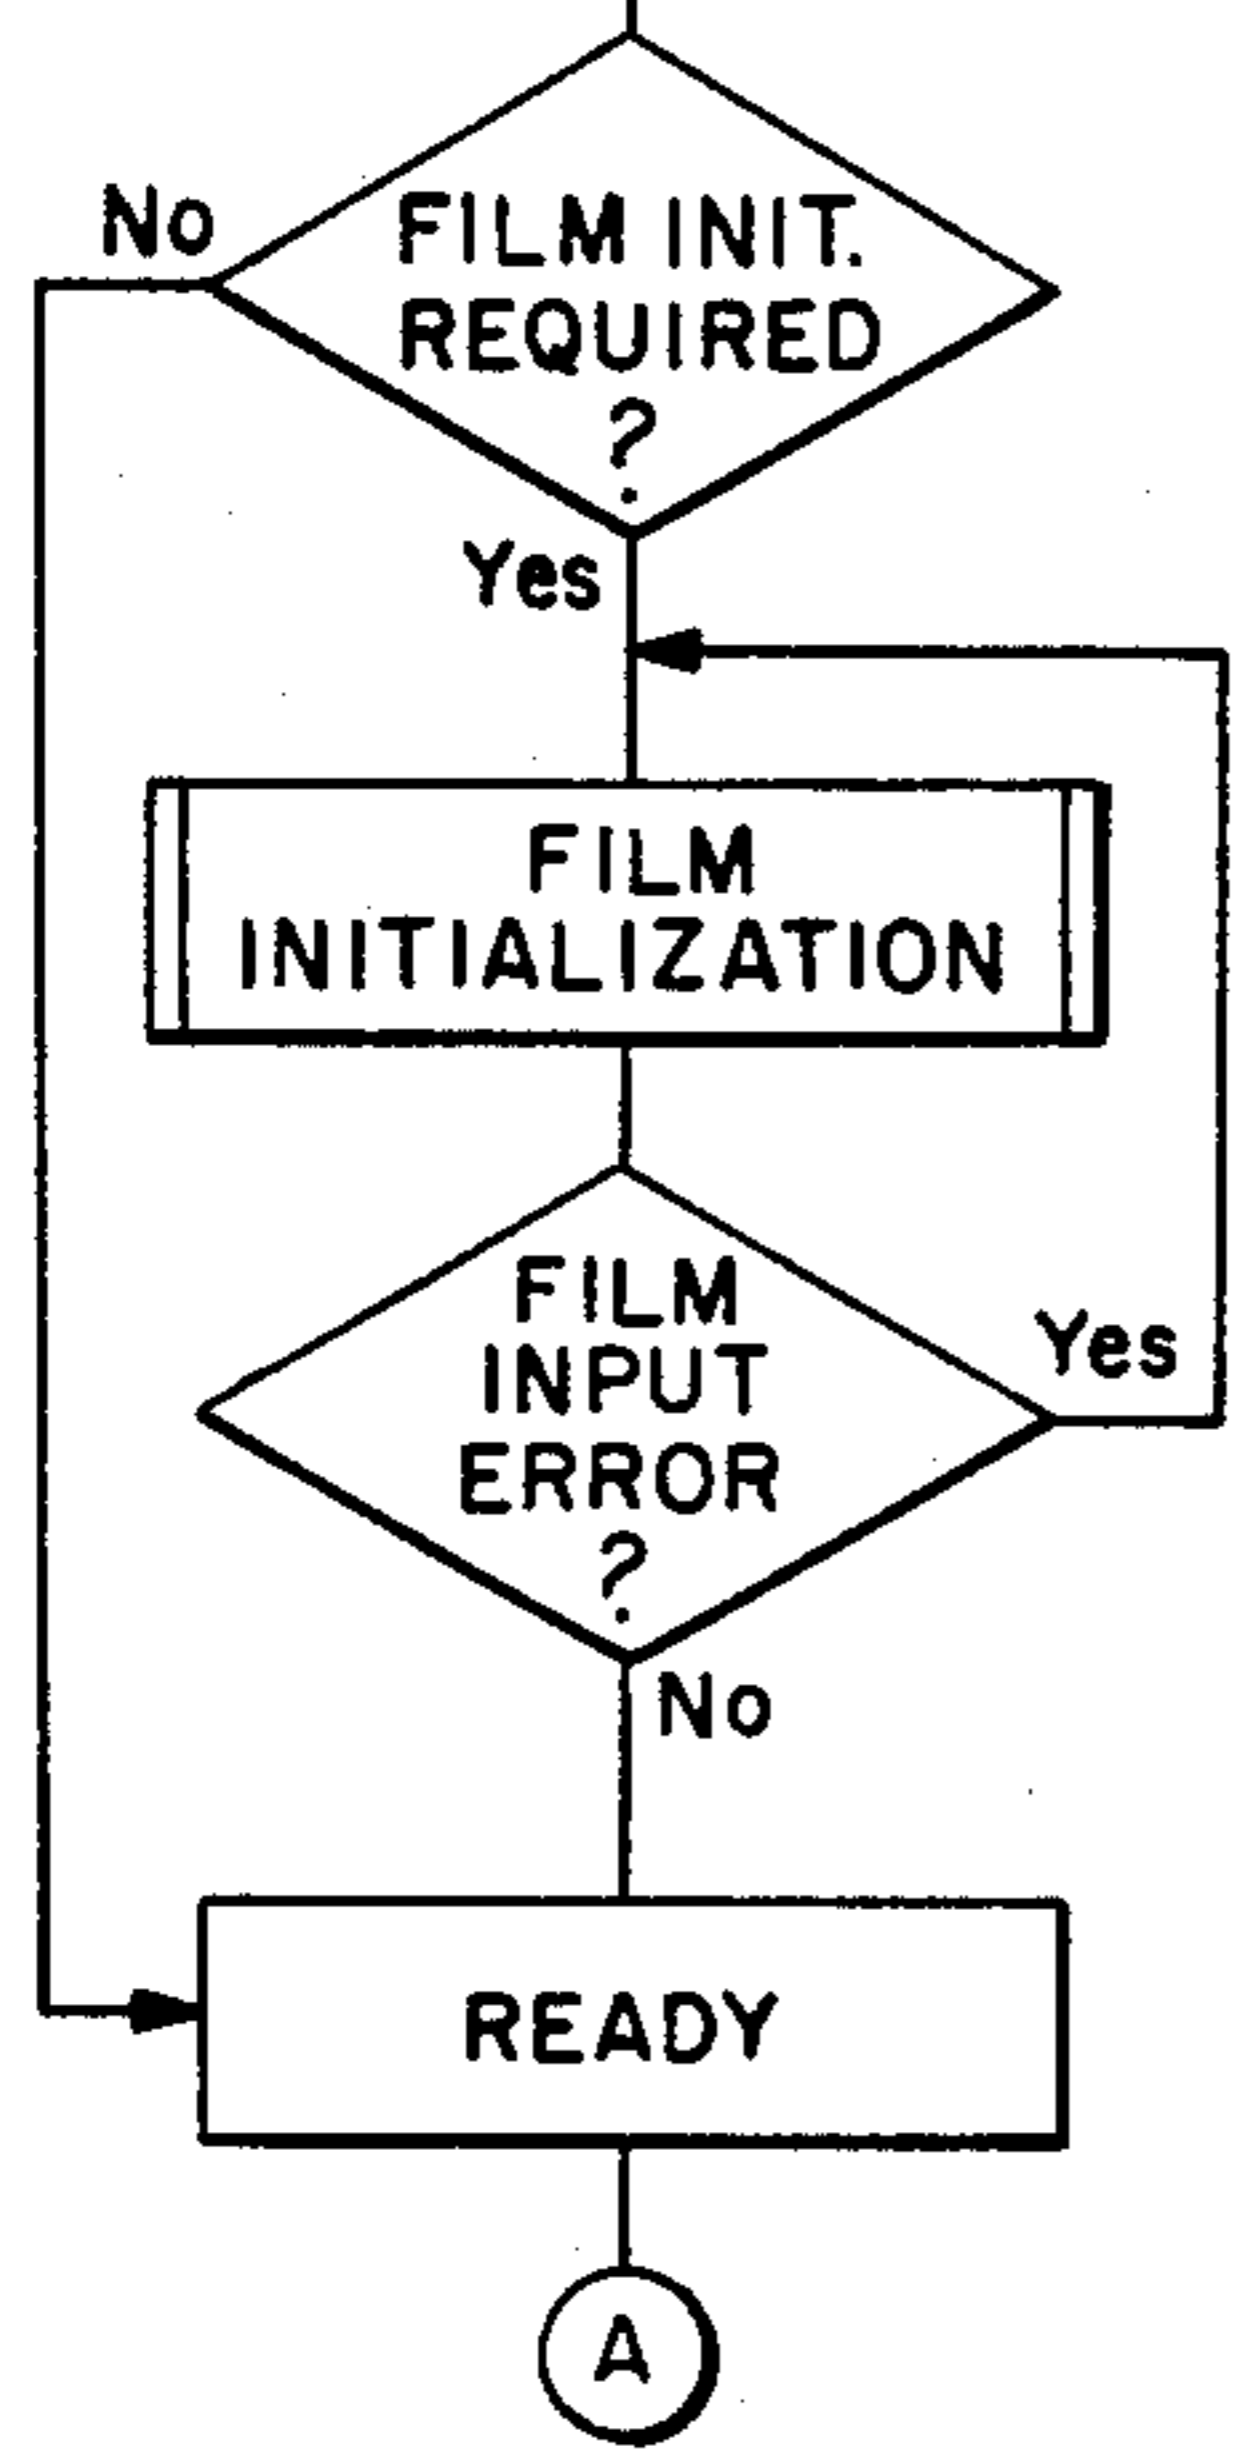 No
FILM INIT.
REQUIRED
?
Yes
FILM
INITIALIZATION
FILM
INPUT
ERROR
?
Yes
No
READY
A